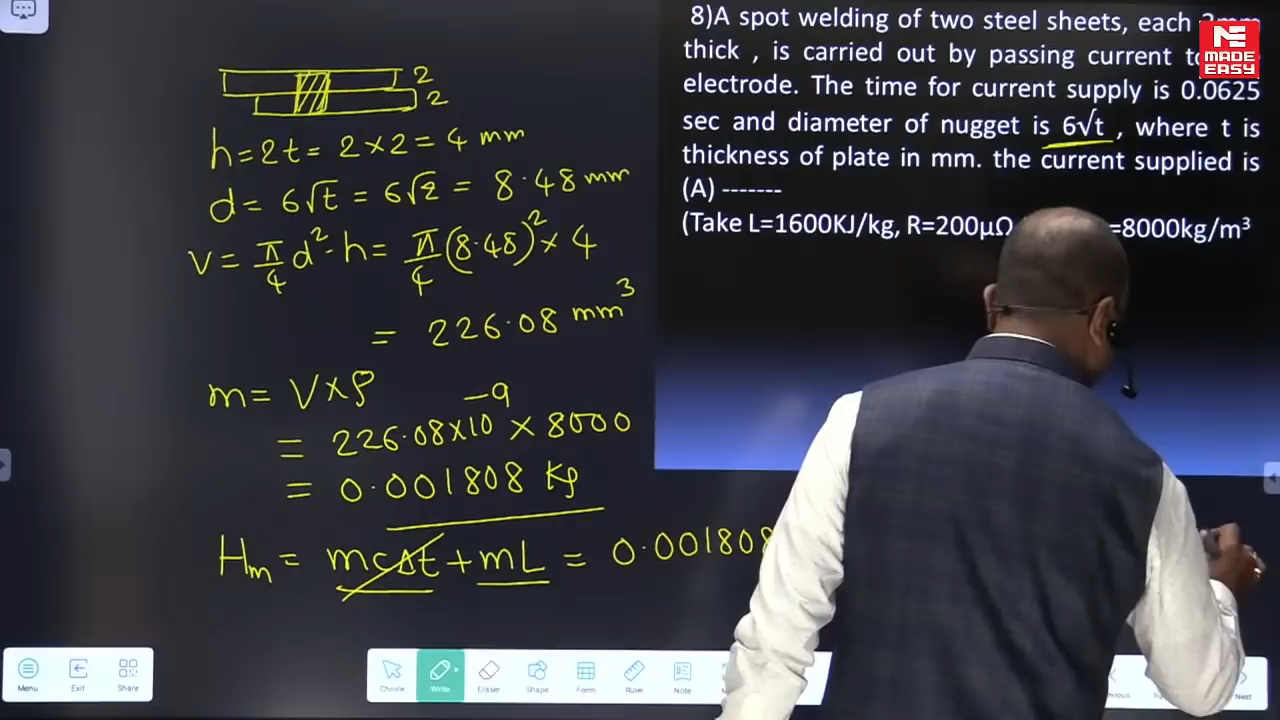 8)A spot welding of two steel sheets, each 2mm
thick , is carried out by passing current to
electrode. The time for current supply is 0.0625
sec and diameter of nugget is 6√t , where t is
thickness of plate in mm. the current supplied is
(A) -------
(Take L=1600KJ/kg, R=200μΩ =8000kg/m³
MADE
EASY
2
2
h=2t= 2×2= 4 mm
d= 6√t = 6√2 = 8.48 mm
V= π/4 d²·h= π/4 (8.48)² × 4
= 226.08 mm³
m= V×ρ
= 226.08×10⁻⁹ × 8000
= 0.001808 Kg
Hm = mcΔt + mL = 0.001808
Menu Exit Share Choose Write Eraser Shape Form Ruler Note Next